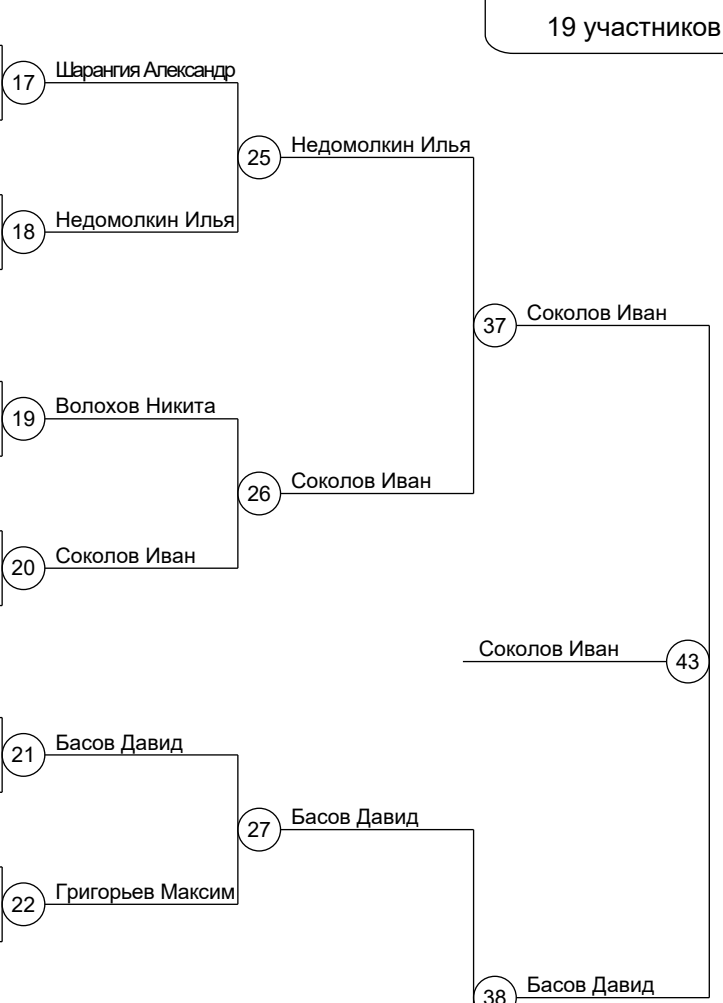 19 участников
17 Шарангия Александр
25 Недомолкин Илья
18 Недомолкин Илья
37 Соколов Иван
19 Волохов Никита
26 Соколов Иван
20 Соколов Иван
Соколов Иван 43
21 Басов Давид
27 Басов Давид
22 Григорьев Максим
38 Басов Давид